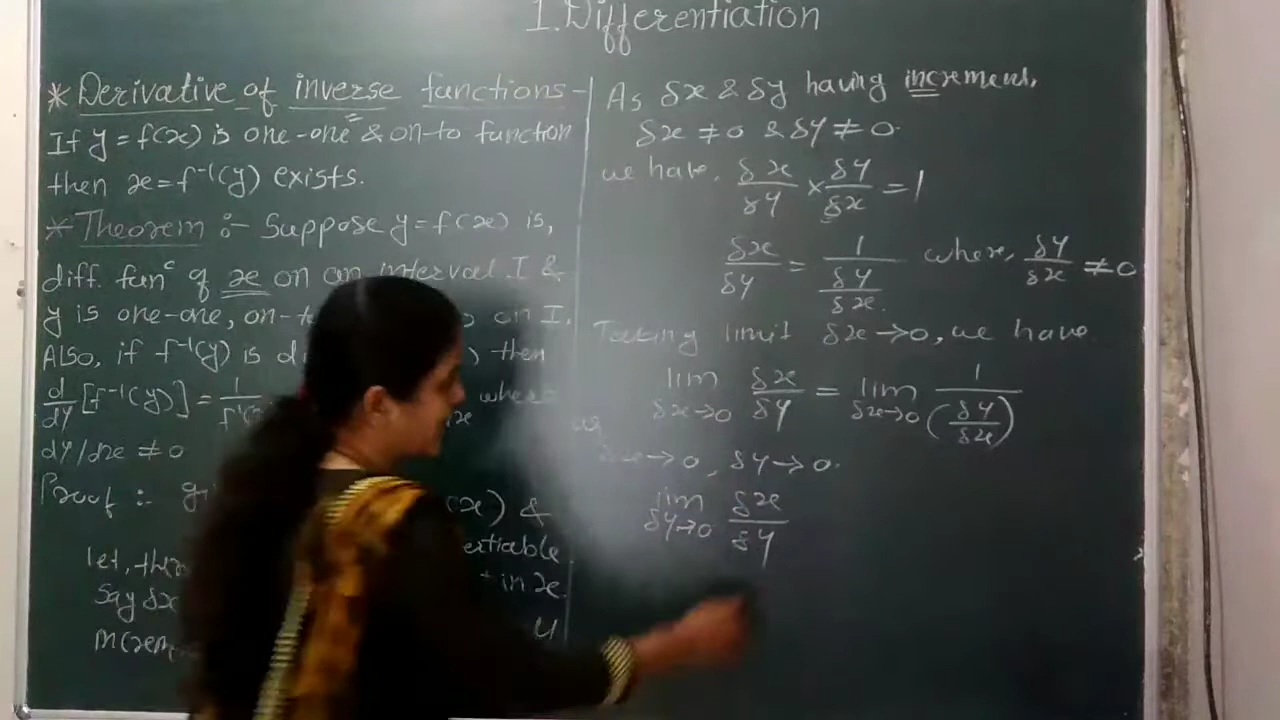 1. Differentiation
* Derivative of inverse functions -
If y = f(x) is one-one & on-to function
then x = f⁻¹(y) exists.
* Theorem :- Suppose y = f(x) is,
diff. funᶜ of x on an interval I &
y is one-one, on- on I.
Also, if f⁻¹(y) is , then
d/dy [f⁻¹(y)] = 1/ where
dy/dx ≠ 0
Proof :- (x) &
let,
in x.
Say δx
y
As δx & δy having increment,
δx ≠ 0 & δy ≠ 0.
we have, δx/δy × δy/δx = 1
δx/δy = 1/(δy/δx) where, δy/δx ≠ 0
Taking limit δx→0, we have
lim δx→0 δx/δy = lim δx→0 1/(δy/δx)
as
δx→0, δy→0.
lim δy→0 δx/δy